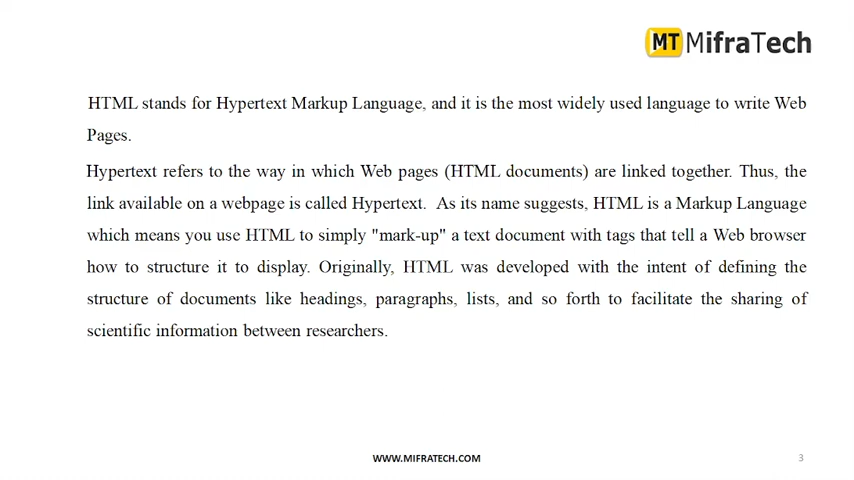 MT MifraTech
HTML stands for Hypertext Markup Language, and it is the most widely used language to write Web
Pages.
Hypertext refers to the way in which Web pages (HTML documents) are linked together. Thus, the
link available on a webpage is called Hypertext. As its name suggests, HTML is a Markup Language
which means you use HTML to simply "mark-up" a text document with tags that tell a Web browser
how to structure it to display. Originally, HTML was developed with the intent of defining the
structure of documents like headings, paragraphs, lists, and so forth to facilitate the sharing of
scientific information between researchers.
WWW.MIFRATECH.COM
3